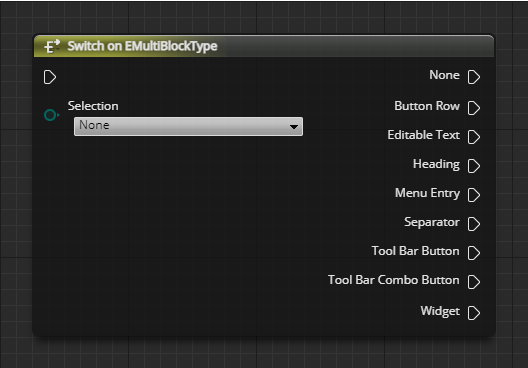 Switch on EMultiBlockType
None
Button Row
Selection
None
Editable Text
Heading
Menu Entry
Separator
Tool Bar Button
Tool Bar Combo Button
Widget